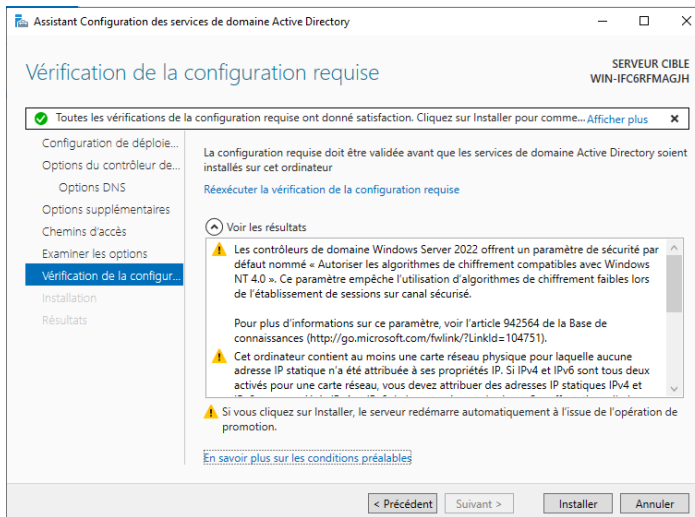 Assistant Configuration des services de domaine Active Directory
Vérification de la configuration requise
SERVEUR CIBLE
WIN-IFC6RFMAGJH
Toutes les vérifications de la configuration requise ont donné satisfaction. Cliquez sur Installer pour comme... Afficher plus
Configuration de déploie...
Options du contrôleur de...
Options DNS
Options supplémentaires
Chemins d'accès
Examiner les options
Vérification de la configur...
Installation
Résultats
La configuration requise doit être validée avant que les services de domaine Active Directory soient
installés sur cet ordinateur
Réexécuter la vérification de la configuration requise
Voir les résultats
Les contrôleurs de domaine Windows Server 2022 offrent un paramètre de sécurité par
défaut nommé « Autoriser les algorithmes de chiffrement compatibles avec Windows
NT 4.0 ». Ce paramètre empêche l'utilisation d'algorithmes de chiffrement faibles lors
de l'établissement de sessions sur canal sécurisé.
Pour plus d'informations sur ce paramètre, voir l'article 942564 de la Base de
connaissances (http://go.microsoft.com/fwlink/?LinkId=104751).
Cet ordinateur contient au moins une carte réseau physique pour laquelle aucune
adresse IP statique n'a été attribuée à ses propriétés IP. Si IPv4 et IPv6 sont tous deux
activés pour une carte réseau, vous devez attribuer des adresses IP statiques IPv4 et
Si vous cliquez sur Installer, le serveur redémarre automatiquement à l'issue de l'opération de
promotion.
En savoir plus sur les conditions préalables
< Précédent
Suivant >
Installer
Annuler